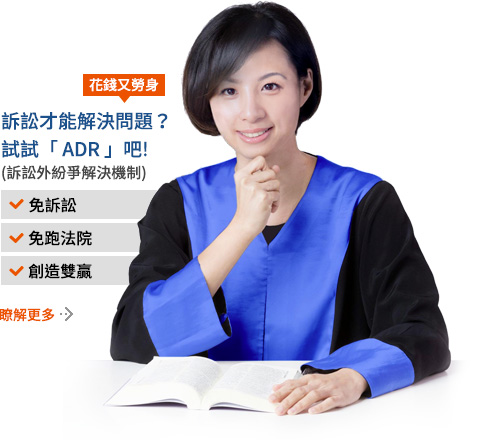 花錢又勞身
訴訟才能解決問題？
試試「ADR」吧!
(訴訟外紛爭解決機制)
免訴訟
免跑法院
創造雙贏
瞭解更多